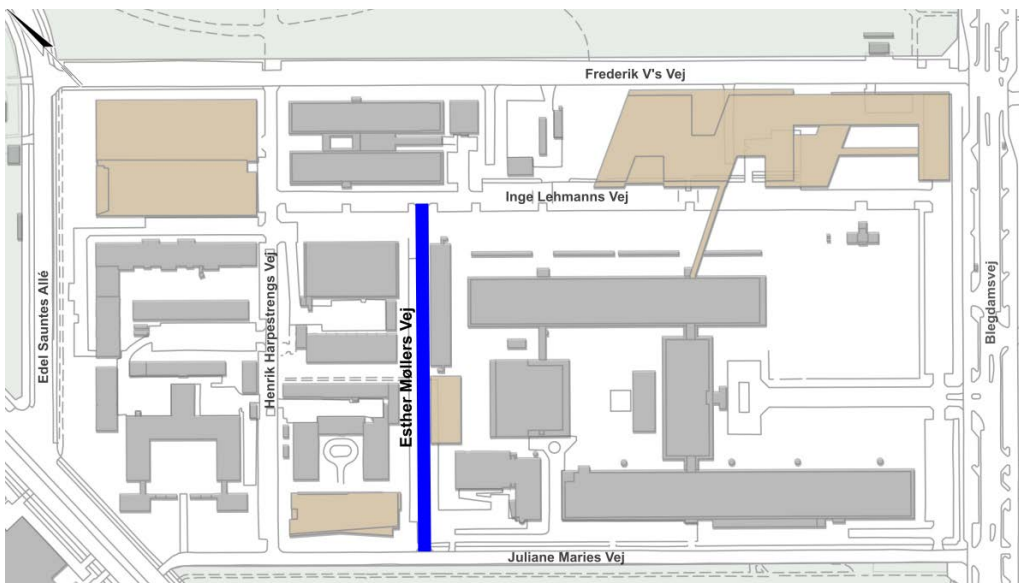 Frederik V's Vej
Inge Lehmanns Vej
Edel Sauntes Allé
Henrik Harpestrengs Vej
Esther Møllers Vej
Blegdamsvej
Juliane Maries Vej